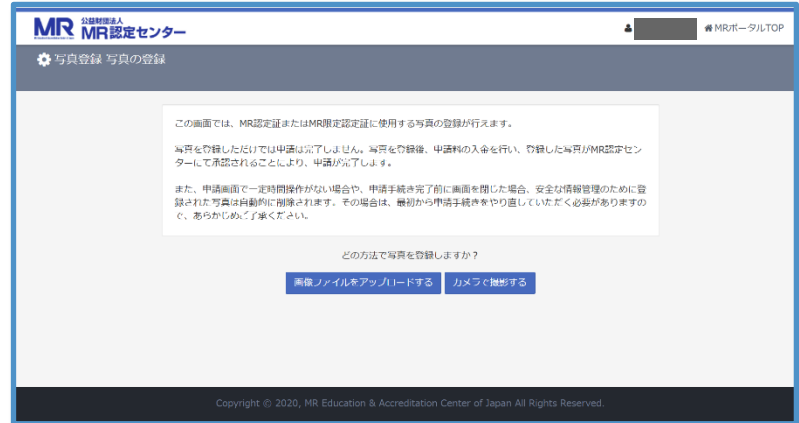 MR 公益財団法人
MR認定センター
MRポータルTOP
写真登録 写真の登録
この画面では、MR認定証またはMR限定認定証に使用する写真の登録が行えます。
写真を登録しただけでは申請は完了しません。写真を登録後、申請料の入金を行い、登録した写真がMR認定セン
ターにて承認されることにより、申請が完了します。
また、申請画面で一定時間操作がない場合や、申請手続き完了前に画面を閉じた場合、安全な情報管理のために登
録された写真は自動的に削除されます。その場合は、最初から申請手続きをやり直していただく必要がありますの
で、あらかじめご了承ください。
どの方法で写真を登録しますか？
画像ファイルをアップロードする カメラで撮影する
Copyright © 2020, MR Education & Accreditation Center of Japan All Rights Reserved.